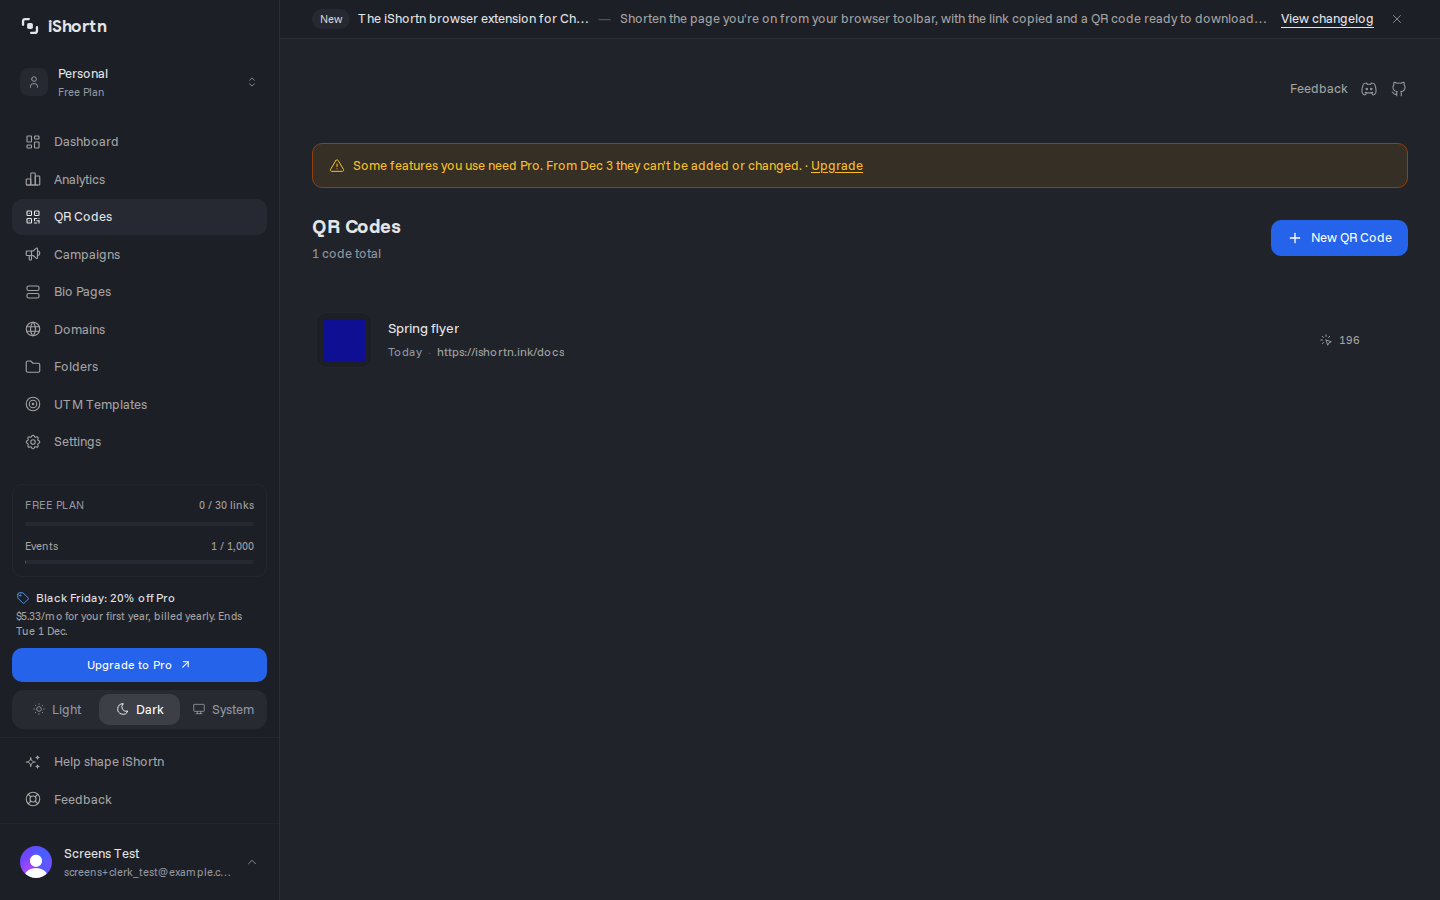 iShortn
Personal
Free Plan
Dashboard
Analytics
QR Codes
Campaigns
Bio Pages
Domains
Folders
UTM Templates
Settings
FREE PLAN 0 / 30 links
Events 1 / 1,000
Black Friday: 20% off Pro
$5.33/mo for your first year, billed yearly. Ends
Tue 1 Dec.
Upgrade to Pro
Light Dark System
Help shape iShortn
Feedback
Screens Test
screens+clerk_test@example.c...
New The iShortn browser extension for Ch... — Shorten the page you're on from your browser toolbar, with the link copied and a QR code ready to download... View changelog
Feedback
Some features you use need Pro. From Dec 3 they can't be added or changed. · Upgrade
QR Codes
1 code total
New QR Code
Spring flyer
Today · https://ishortn.ink/docs
196